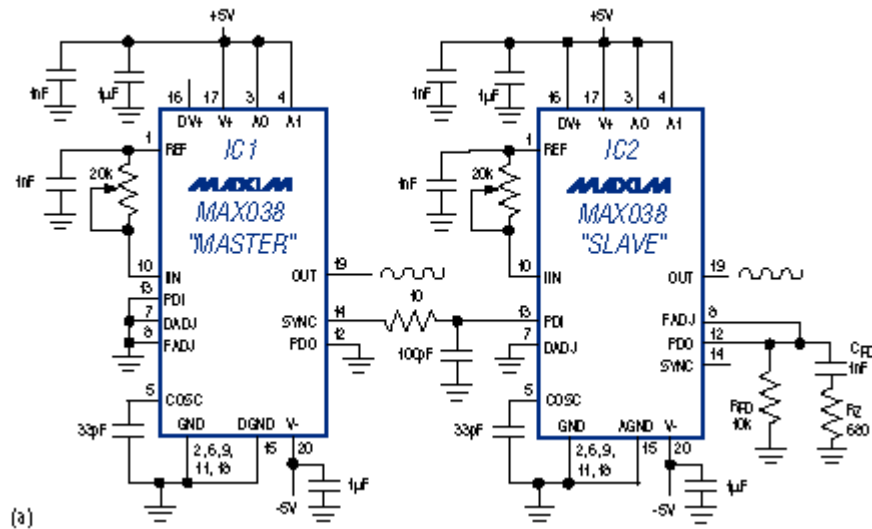 +5V
+5V
1nF
1µF
16
17
3
4
1nF
1µF
16
17
3
4
DV+
V+
A0
A1
DV+
V+
A0
A1
1
REF
IC1
1
REF
IC2
1nF
20k
MAXIM
1nF
20k
MAXIM
MAX038
MAX038
"MASTER"
"SLAVE"
10
IIN
OUT
19
10
IIN
OUT
19
13
PDI
10
7
DADJ
SYNC
14
13
PDI
FADJ
8
8
FADJ
PDO
12
7
DADJ
PDO
12
100pF
SYNC
14
CPD
1nF
5
COSC
5
COSC
RPD
10k
RZ
680
33pF
GND
DGND
V-
33pF
GND
AGND
V-
2,6,9,
11,18
15
20
2,6,9,
11,18
15
20
1µF
1µF
-5V
-5V
(a)